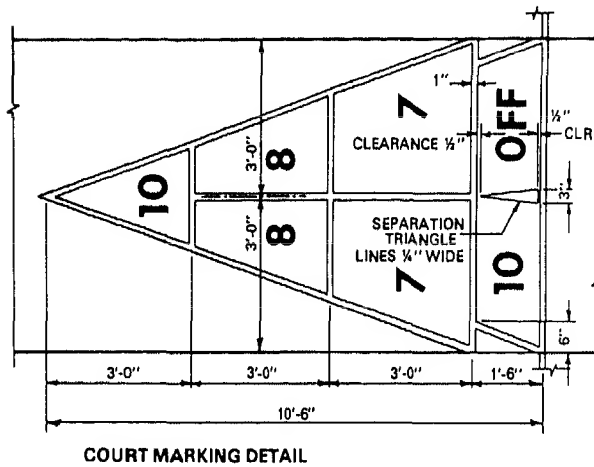 1"
7
OFF
½"
CLR
CLEARANCE ½"
3'-0"
8
10
3"
SEPARATION
TRIANGLE
LINES ¼" WIDE
3'-0"
8
7
10
6"
3'-0"
3'-0"
3'-0"
1'-6"
10'-6"
COURT MARKING DETAIL